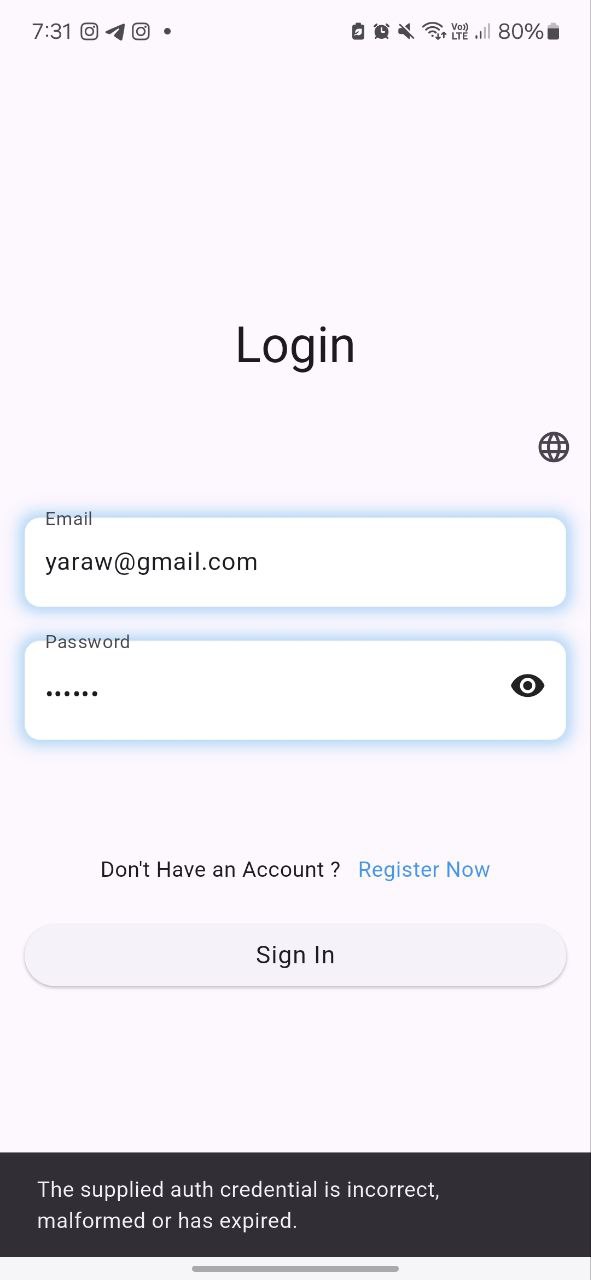 7:31
Vo))
LTE
80%
Login
Email
yaraw@gmail.com
Password
••••••
Don't Have an Account ? Register Now
Sign In
The supplied auth credential is incorrect,
malformed or has expired.